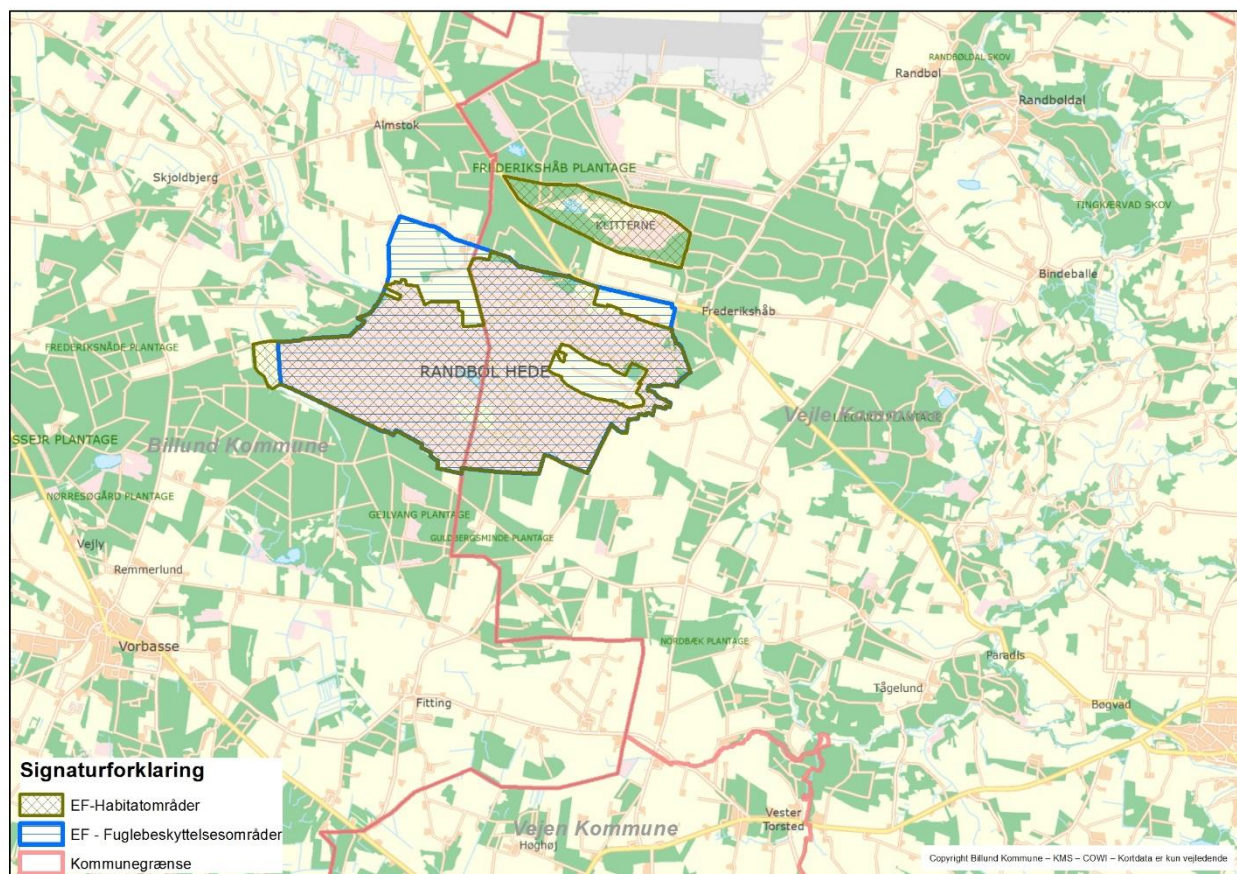 RANDBØLDAL SKOV
Randbøl
Randbøldal
Almstok
FREDERIKSHÅB PLANTAGE
Skjoldbjerg
TINGKÆRVAD SKOV
KLITTERNE
Bindeballe
Frederikshåb
FREDERIKSNÅDE PLANTAGE
RANDBØL HEDE
Vejle Kommune
PLANTAGE
Billund Kommune
NØRRESØGÅRD PLANTAGE
GEJLVANG PLANTAGE
GULDBERGSMINDE PLANTAGE
Vejly
Remmerlund
Vorbasse
NORDBÆK PLANTAGE
Paradis
Tågelund
Bøgvad
Fitting
Signaturforklaring
EF-Habitatområder
EF - Fuglebeskyttelsesområder
Kommunegrænse
Vester
Torsted
Vejen Kommune
Høghøj
Copyright Billund Kommune – KMS – COWI – Kortdata er kun vejledende